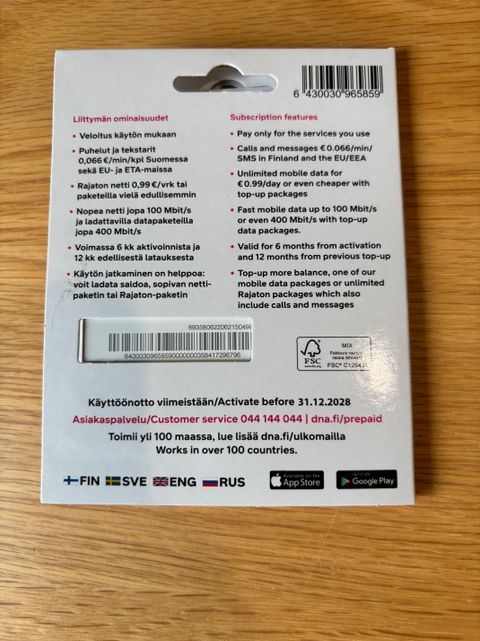 6 430030 965859
Liittymän ominaisuudet
• Veloitus käytön mukaan
• Puhelut ja tekstarit
0,066 €/min/kpl Suomessa
sekä EU- ja ETA-maissa
• Rajaton netti 0,99 €/vrk tai
paketeilla vielä edullisemmin
• Nopea netti jopa 100 Mbit/s
ja ladattavilla datapaketeilla
jopa 400 Mbit/s
• Voimassa 6 kk aktivoinnista ja
12 kk edellisestä latauksesta
• Käytön jatkaminen on helppoa:
voit ladata saldoa, sopivan netti-
paketin tai Rajaton-paketin
Subscription features
• Pay only for the services you use
• Calls and messages €0.066/min/
SMS in Finland and the EU/EEA
• Unlimited mobile data for
€0.99/day or even cheaper with
top-up packages
• Fast mobile data up to 100 Mbit/s
or even 400 Mbit/s with top-up
data packages.
• Valid for 6 months from activation
and 12 months from previous top-up
• Top-up more balance, one of our
mobile data packages or unlimited
Rajaton packages which also
include calls and messages
FSC
MIX
Käyttöönotto viimeistään/Activate before 31.12.2028
Asiakaspalvelu/Customer service 044 144 044 | dna.fi/prepaid
Toimii yli 100 maassa, lue lisää dna.fi/ulkomailla
Works in over 100 countries.
FIN SVE ENG RUS
Available on the
App Store
GET IT ON
Google Play